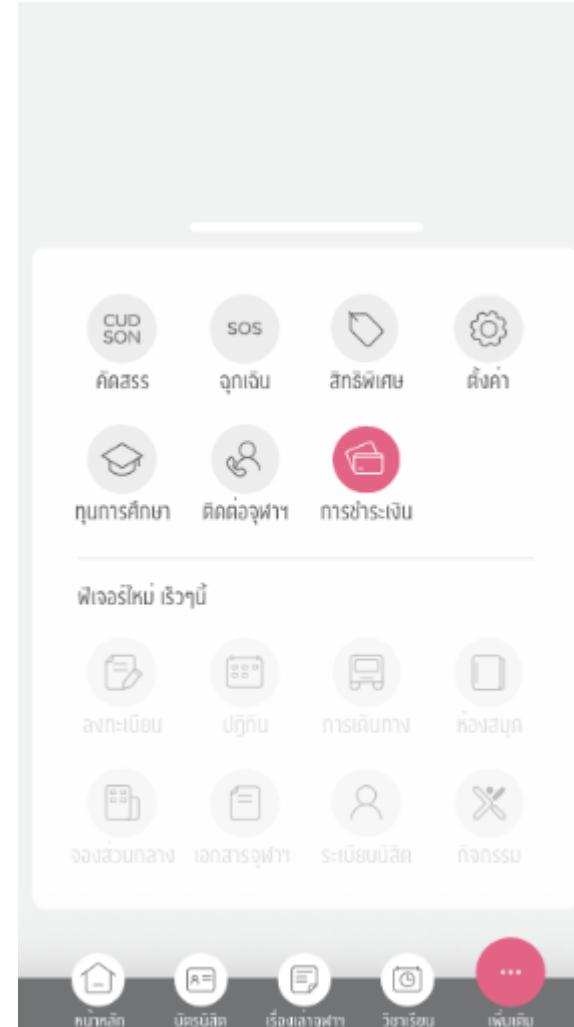 CUD
SON
SOS
คัดสรร ฉุกเฉิน สิทธิพิเศษ ตั้งค่า
ทุนการศึกษา ติดต่อจุฬาฯ การชำระเงิน
ฟีเจอร์ใหม่ เร็วๆนี้
ลงทะเบียน ปฏิทิน การเดินทาง ห้องสมุด
จองส่วนกลาง เอกสารจุฬาฯ ระเบียบนิสิต กิจกรรม
หน้าหลัก บัตรนิสิต เรื่องเล่าจุฬาฯ วิชาเรียน เพิ่มเติม